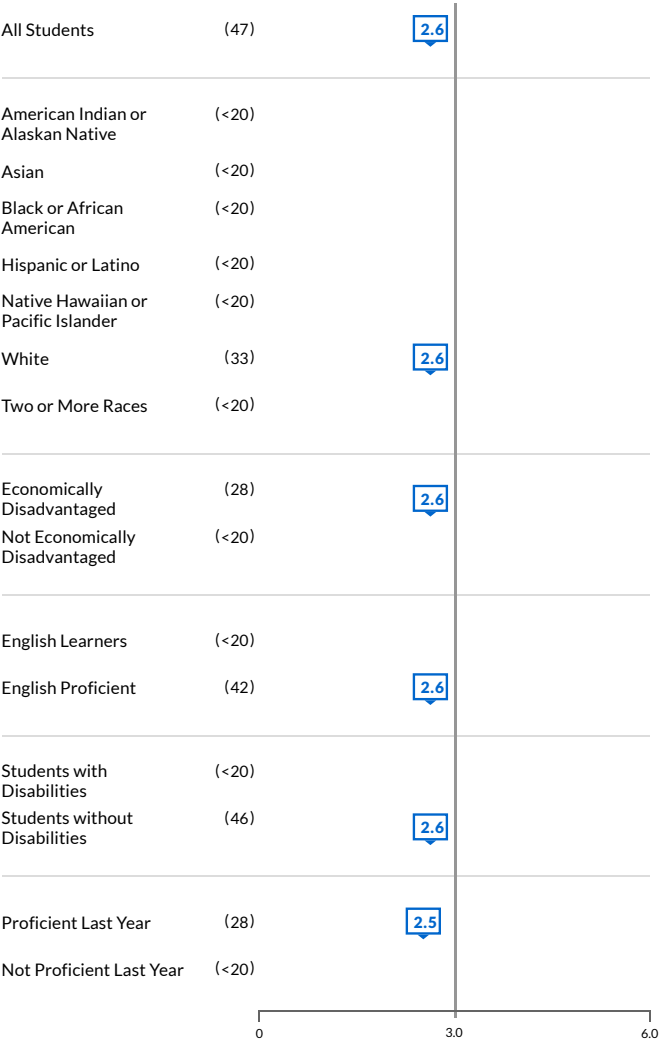 All Students (47) 2.6
American Indian or
Alaskan Native (<20)
Asian (<20)
Black or African
American (<20)
Hispanic or Latino (<20)
Native Hawaiian or
Pacific Islander (<20)
White (33) 2.6
Two or More Races (<20)
Economically
Disadvantaged (28) 2.6
Not Economically
Disadvantaged (<20)
English Learners (<20)
English Proficient (42) 2.6
Students with
Disabilities (<20)
Students without
Disabilities (46) 2.6
Proficient Last Year (28) 2.5
Not Proficient Last Year (<20)
0 3.0 6.0